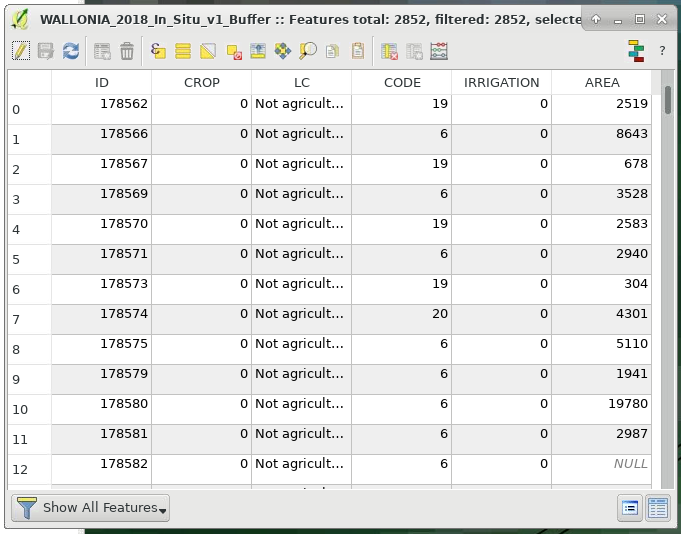 WALLONIA_2018_In_Situ_v1_Buffer :: Features total: 2852, filtered: 2852, selecte
ID CROP LC CODE IRRIGATION AREA
0 178562 0 Not agricult... 19 0 2519
1 178566 0 Not agricult... 6 0 8643
2 178567 0 Not agricult... 19 0 678
3 178569 0 Not agricult... 6 0 3528
4 178570 0 Not agricult... 19 0 2583
5 178571 0 Not agricult... 6 0 2940
6 178573 0 Not agricult... 19 0 304
7 178574 0 Not agricult... 20 0 4301
8 178575 0 Not agricult... 6 0 5110
9 178579 0 Not agricult... 6 0 1941
10 178580 0 Not agricult... 6 0 19780
11 178581 0 Not agricult... 6 0 2987
12 178582 0 Not agricult... 6 0 NULL
Show All Features